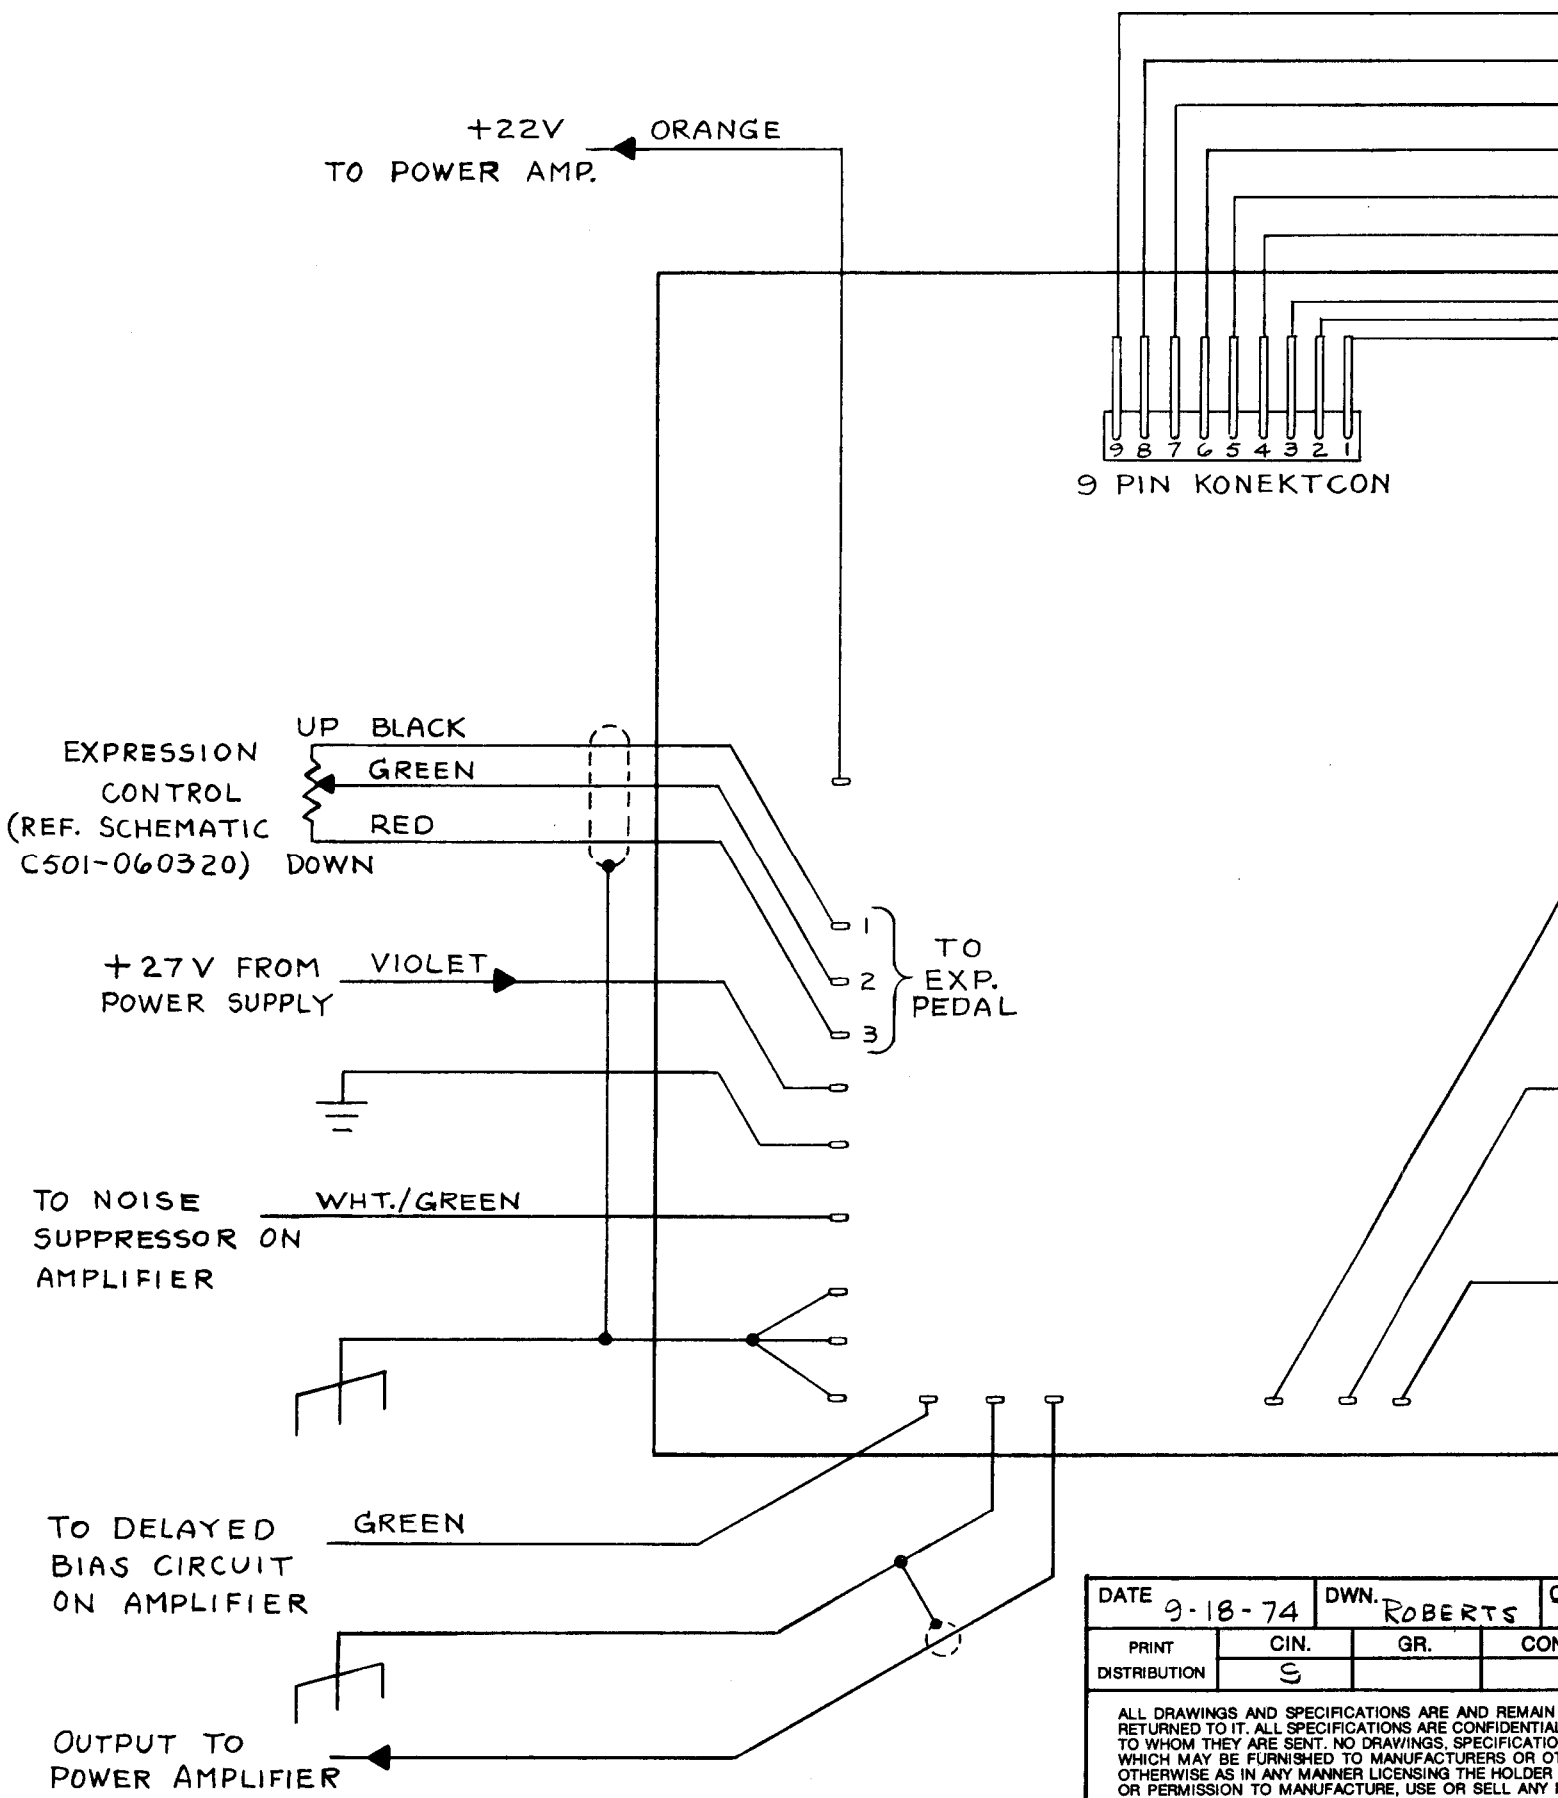 +22V
TO POWER AMP.
ORANGE
9 8 7 6 5 4 3 2 1
9 PIN KONEKTCON
EXPRESSION
CONTROL
(REF. SCHEMATIC
C501-060320)
UP BLACK
GREEN
RED
DOWN
1
2
3
TO
EXP.
PEDAL
+27V FROM
POWER SUPPLY
VIOLET
TO NOISE
SUPPRESSOR ON
AMPLIFIER
WHT./GREEN
TO DELAYED
BIAS CIRCUIT
ON AMPLIFIER
GREEN
OUTPUT TO
POWER AMPLIFIER
DATE 9-18-74 DWN. ROBERTS
PRINT
DISTRIBUTION
CIN. GR.
S
ALL DRAWINGS AND SPECIFICATIONS ARE AND REMAIN
RETURNED TO IT. ALL SPECIFICATIONS ARE CONFIDENTIAL
TO WHOM THEY ARE SENT. NO DRAWINGS, SPECIFICATIO
WHICH MAY BE FURNISHED TO MANUFACTURERS OR OT
OTHERWISE AS IN ANY MANNER LICENSING THE HOLDER
OR PERMISSION TO MANUFACTURE, USE OR SELL ANY